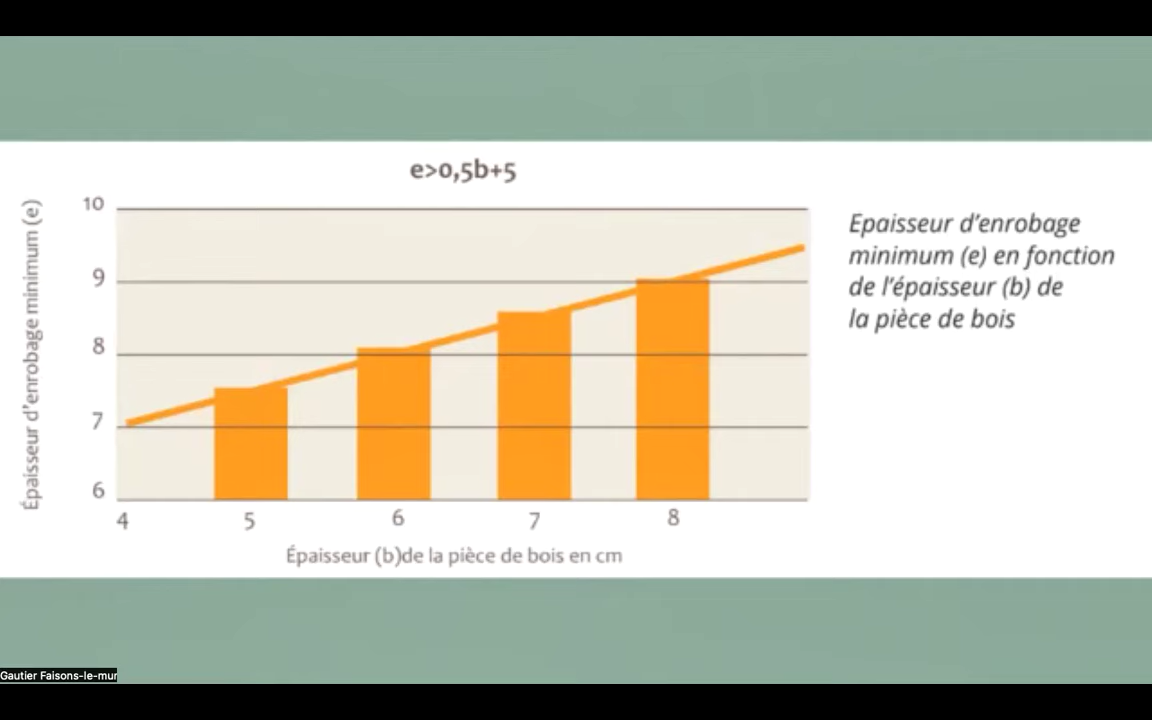 e>0,5b+5
Épaisseur d'enrobage minimum (e)
10
9
8
7
6
4 5 6 7 8
Épaisseur (b)de la pièce de bois en cm
Epaisseur d'enrobage
minimum (e) en fonction
de l'épaisseur (b) de
la pièce de bois
Gautier Faisons-le-mur